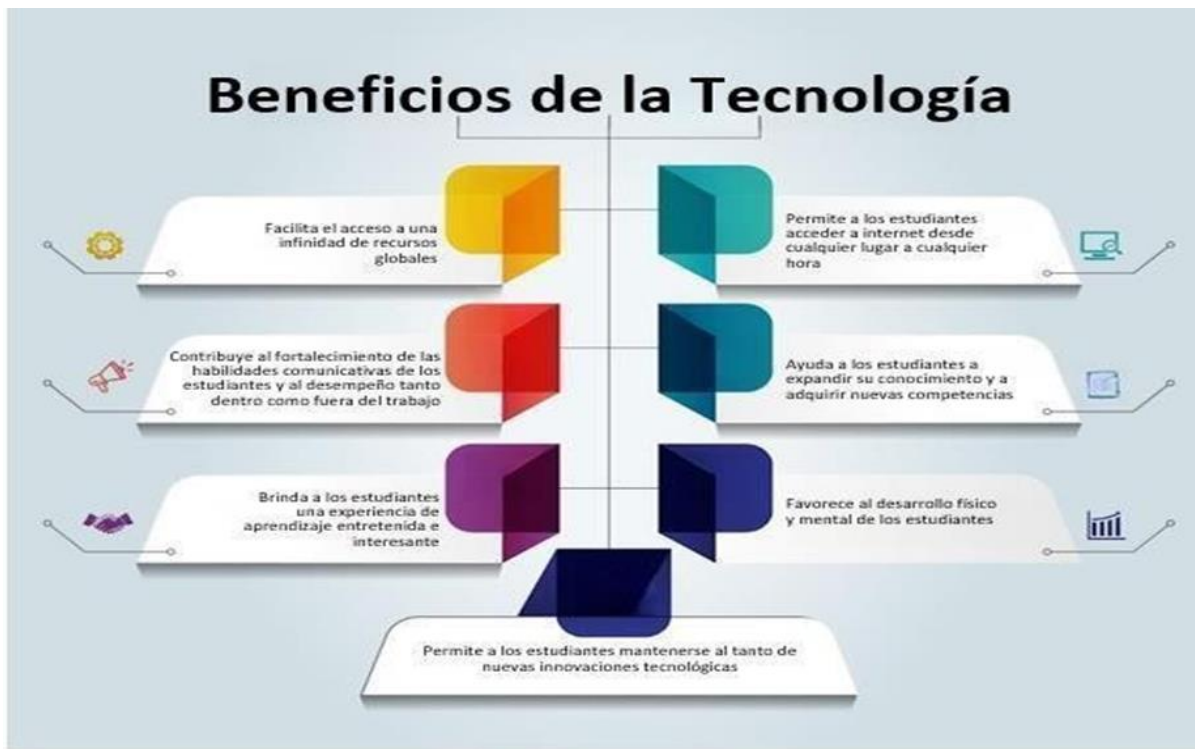 Beneficios de la Tecnología
Facilita el acceso a una
infinidad de recursos
globales
Permite a los estudiantes
acceder a internet desde
cualquier lugar a cualquier
hora
Contribuye al fortalecimiento de las
habilidades comunicativas de los
estudiantes y al desempeño tanto
dentro como fuera del trabajo
Ayuda a los estudiantes a
expandir su conocimiento y a
adquirir nuevas competencias
Brinda a los estudiantes
una experiencia de
aprendizaje entretenida e
interesante
Favorece al desarrollo físico
y mental de los estudiantes
Permite a los estudiantes mantenerse al tanto de
nuevas innovaciones tecnológicas